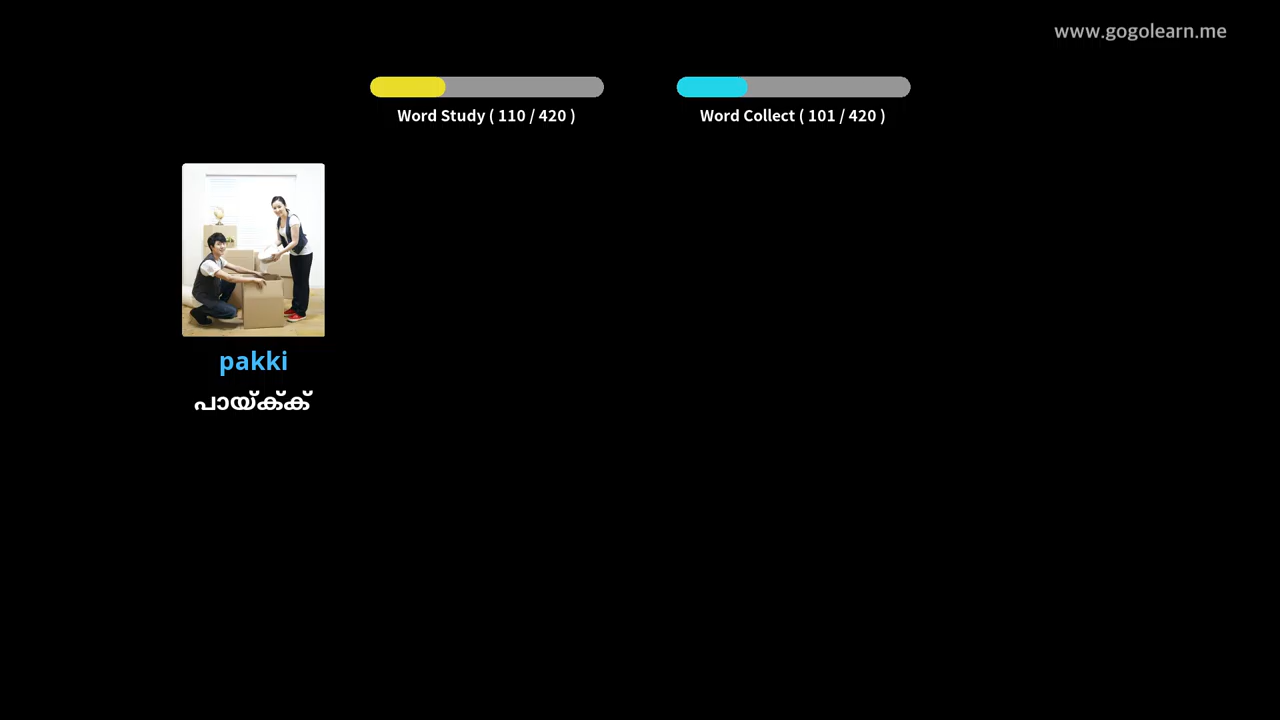 www.gogolearn.me
Word Study ( 110 / 420 )
Word Collect ( 101 / 420 )
pakki
പായ്ക്ക്